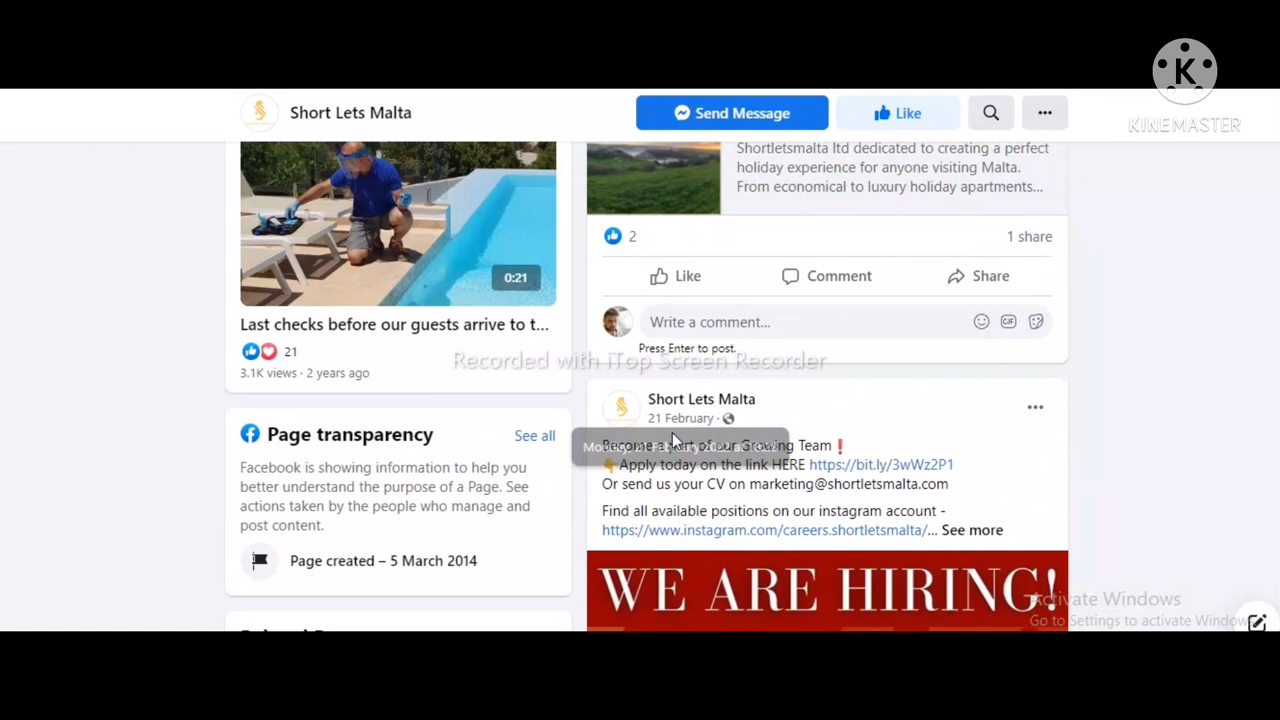 Short Lets Malta
Send Message
Like
KINEMASTER
Shortletsmalta ltd dedicated to creating a perfect
holiday experience for anyone visiting Malta.
From economical to luxury holiday apartments...
0:21
Last checks before our guests arrive to t...
21
3.1K views · 2 years ago
2
1 share
Like
Comment
Share
Write a comment...
GIF
Press Enter to post.
Recorded with iTop Screen Recorder
Page transparency
See all
Facebook is showing information to help you
better understand the purpose of a Page. See
actions taken by the people who manage and
post content.
Page created – 5 March 2014
Short Lets Malta
21 February ·
Become a part of our Growing Team❗
👇Apply today on the link HERE https://bit.ly/3wWz2P1
Or send us your CV on marketing@shortletsmalta.com
Find all available positions on our instagram account -
https://www.instagram.com/careers.shortletsmalta/... See more
WE ARE HIRING!
Activate Windows
Go to Settings to activate Window